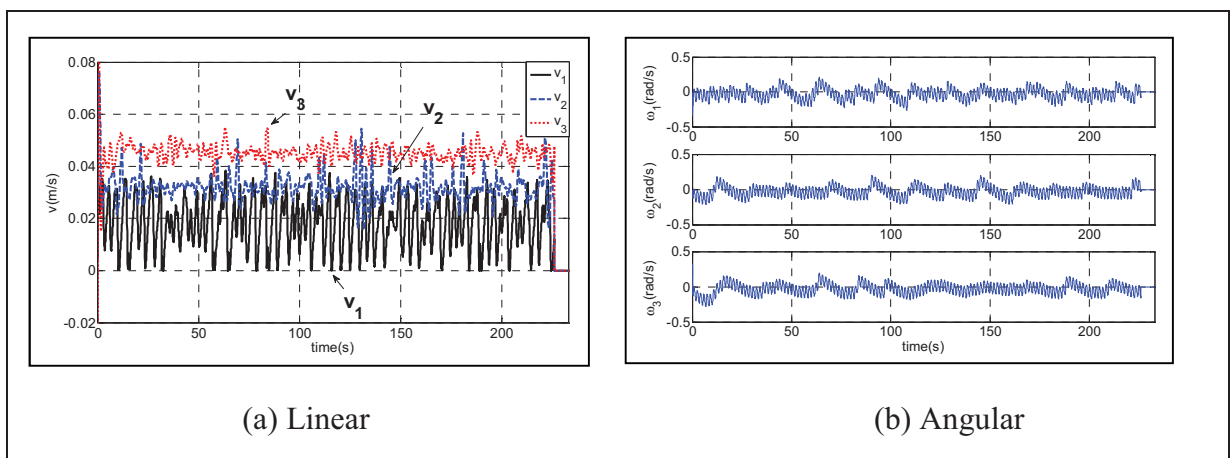 0.08
0.06
0.04
0.02
0
-0.02
v(m/s)
0
50
100
150
200
time(s)
v₁
v₂
v₃
v₃
v₂
v₁
(a) Linear
0.5
0
-0.5
ω₁(rad/s)
0
50
100
150
200
0.5
0
-0.5
ω₂(rad/s)
0
50
100
150
200
0.5
0
-0.5
ω₃(rad/s)
0
50
100
150
200
time(s)
(b) Angular